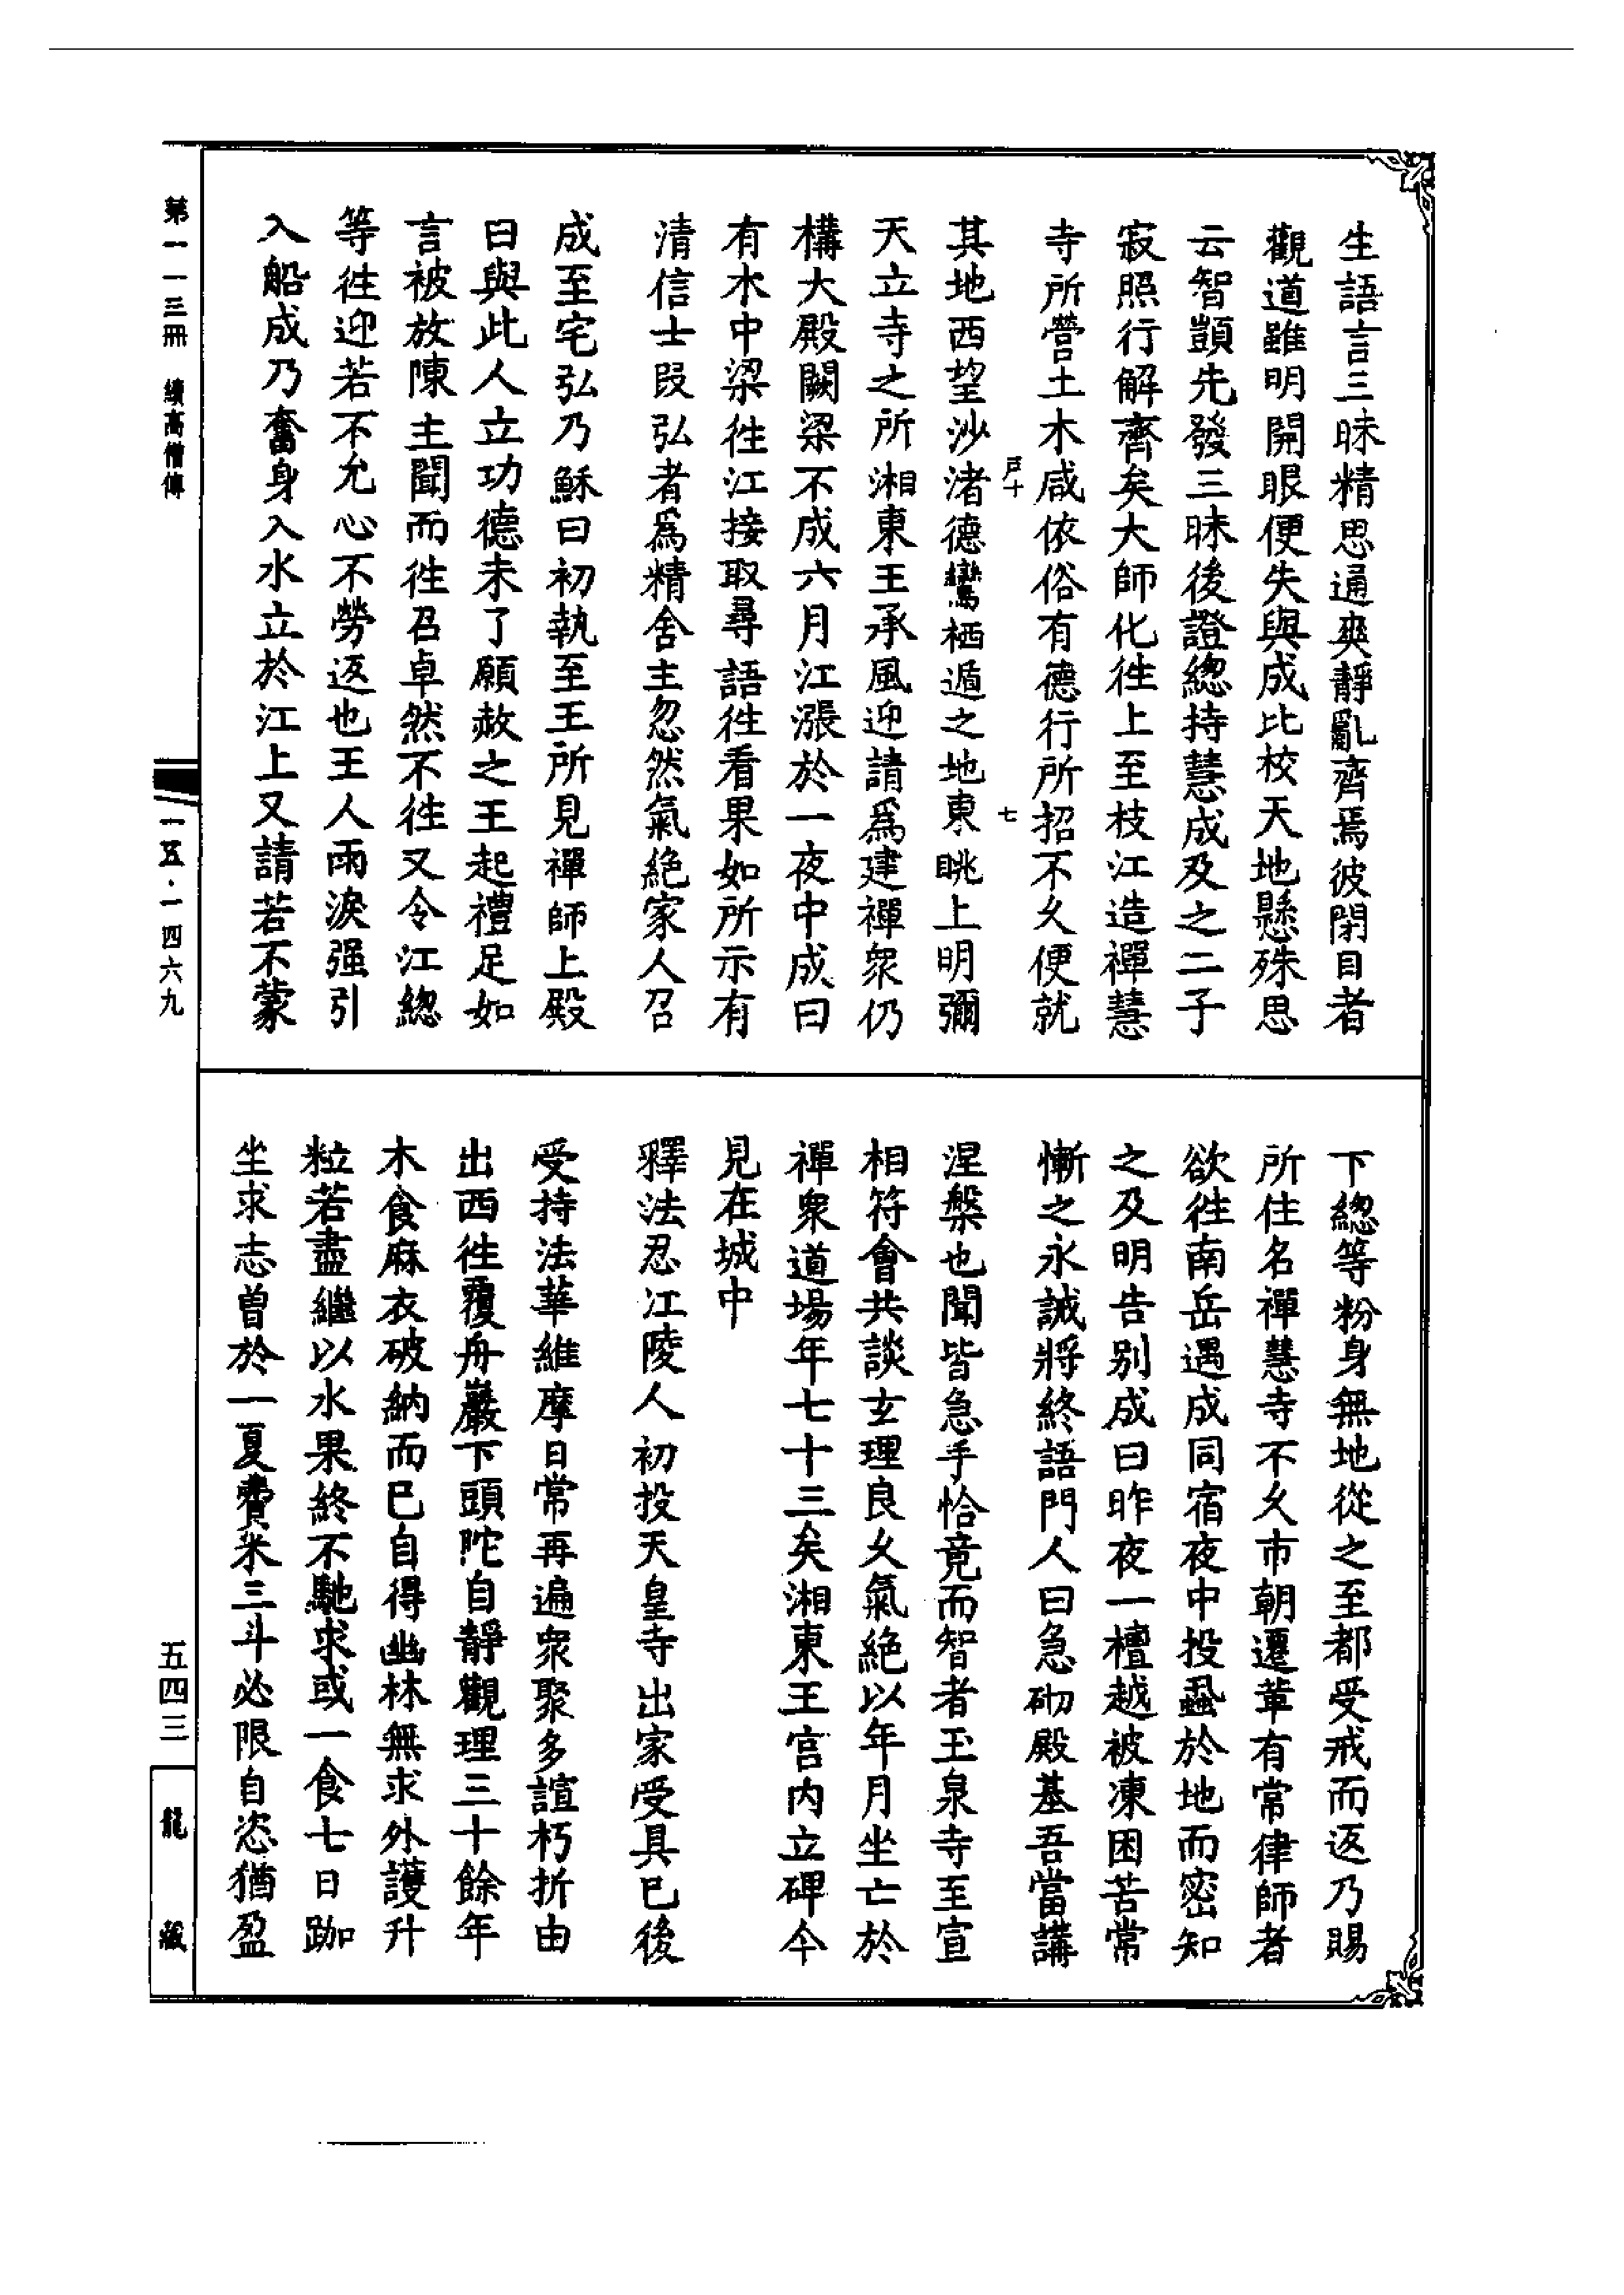 生語言三昧精思通爽靜亂齊焉彼閉目者
觀道雖明開眼便失與成比校天地懸殊思
云智顗先發三昧後證總持慧成及之二子
寂照行解齊矣大師化往上至枝江造禪慧
寺所營土木咸依俗有德行所招不久便就
戶十
七
其地西望沙渚德鸞栖遁之地東眺上明彌
天立寺之所湘東王承風迎請爲建禪衆仍
構大殿闕梁不成六月江漲於一夜中成曰
有木中梁往江接取尋語往看果如所示有
清信士段弘者爲精舍主忽然氣絶家人召
成至宅弘乃穌曰初執至王所見禪師上殿
曰與此人立功德未了願赦之王起禮足如
言被放陳主聞而往召卓然不往又令江總
等往迎若不允心不勞返也王人雨淚强引
入船成乃奮身入水立於江上又請若不蒙
下總等粉身無地從之至都受戒而返乃賜
所住名禪慧寺不久市朝遷革有常律師者
欲往南岳遇成同宿夜中投蝨於地而密知
之及明告别成曰昨夜一檀越被凍困苦常
慚之永誡將終語門人曰急砌殿基吾當講
涅槃也聞皆急手恰竟而智者玉泉寺至宣
相符會共談玄理良久氣絶以年月坐亡於
禪衆道場年七十三矣湘東王宫内立碑今
見在城中
釋法忍江陵人初投天皇寺出家受具已後
受持法華維摩日常再遍衆聚多諠朽折由
出西往覆舟巖下頭陀自靜觀理三十餘年
木食麻衣破納而已自得幽林無求外護升
粒若盡繼以水果終不馳求或一食七日跏
坐求志曽於一夏費米三斗必限自恣猶盈
第一一三冊 續高僧傳
一五·一四六九
五四三
龍藏